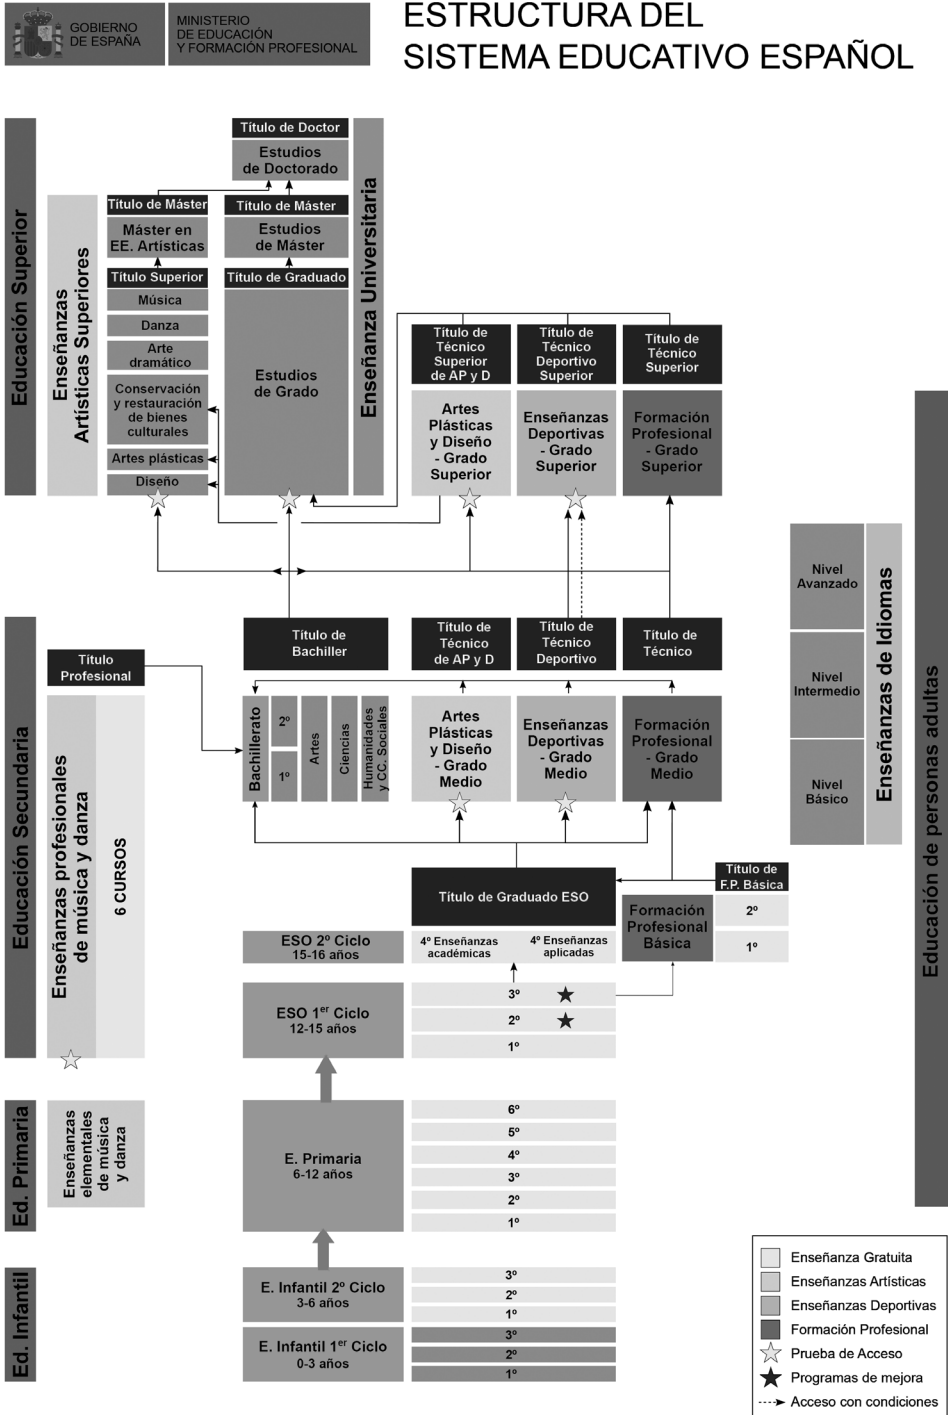 GOBIERNO
DE ESPAÑA
MINISTERIO
DE EDUCACIÓN
Y FORMACIÓN PROFESIONAL
ESTRUCTURA DEL
SISTEMA EDUCATIVO ESPAÑOL
Educación Superior
Enseñanzas
Artísticas Superiores
Título de Doctor
Estudios
de Doctorado
Título de Máster
Máster en
EE. Artísticas
Título Superior
Música
Danza
Arte
dramático
Conservación
y restauración
de bienes
culturales
Artes plásticas
Diseño
Título de Máster
Estudios
de Máster
Título de Graduado
Estudios
de Grado
Enseñanza Universitaria
Título de
Técnico
Superior
de AP y D
Título de
Técnico
Deportivo
Superior
Título de
Técnico
Superior
Artes
Plásticas
y Diseño
- Grado
Superior
Enseñanzas
Deportivas
- Grado
Superior
Formación
Profesional
- Grado
Superior
Educación Secundaria
Título
Profesional
Enseñanzas profesionales
de música y danza
6 CURSOS
Título de
Bachiller
Título de
Técnico
de AP y D
Título de
Técnico
Deportivo
Título de
Técnico
Bachillerato
2º
1º
Artes
Ciencias
Humanidades
y CC. Sociales
Artes
Plásticas
y Diseño
- Grado
Medio
Enseñanzas
Deportivas
- Grado
Medio
Formación
Profesional
- Grado
Medio
Nivel
Avanzado
Nivel
Intermedio
Nivel
Básico
Enseñanzas de Idiomas
Educación de personas adultas
Título de Graduado ESO
Título de
F.P. Básica
Formación
Profesional
Básica
2º
1º
ESO 2º Ciclo
15-16 años
4º Enseñanzas
académicas
4º Enseñanzas
aplicadas
ESO 1er Ciclo
12-15 años
3º
2º
1º
Ed. Primaria
Enseñanzas
elementales
de música
y danza
E. Primaria
6-12 años
6º
5º
4º
3º
2º
1º
Ed. Infantil
E. Infantil 2º Ciclo
3-6 años
3º
2º
1º
E. Infantil 1er Ciclo
0-3 años
3º
2º
1º
Enseñanza Gratuita
Enseñanzas Artísticas
Enseñanzas Deportivas
Formación Profesional
Prueba de Acceso
Programas de mejora
Acceso con condiciones